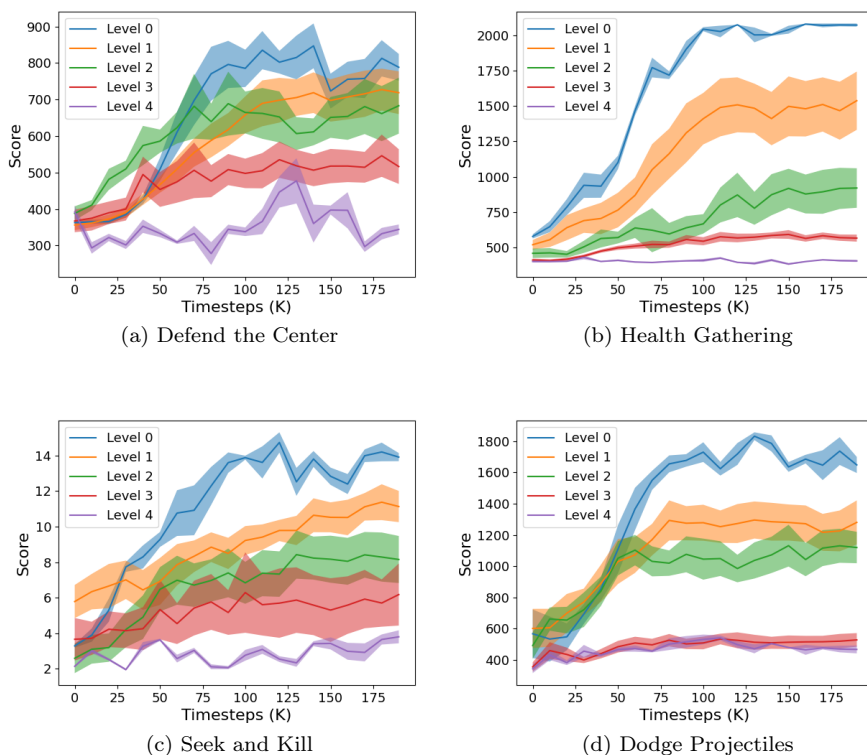 900
800
700
600
500
400
300
Score
Level 0
Level 1
Level 2
Level 3
Level 4
0 25 50 75 100 125 150 175
Timesteps (K)
(a) Defend the Center
2000
1750
1500
1250
1000
750
500
Score
Level 0
Level 1
Level 2
Level 3
Level 4
0 25 50 75 100 125 150 175
Timesteps (K)
(b) Health Gathering
14
12
10
8
6
4
2
Score
Level 0
Level 1
Level 2
Level 3
Level 4
0 25 50 75 100 125 150 175
Timesteps (K)
(c) Seek and Kill
1800
1600
1400
1200
1000
800
600
400
Score
Level 0
Level 1
Level 2
Level 3
Level 4
0 25 50 75 100 125 150 175
Timesteps (K)
(d) Dodge Projectiles